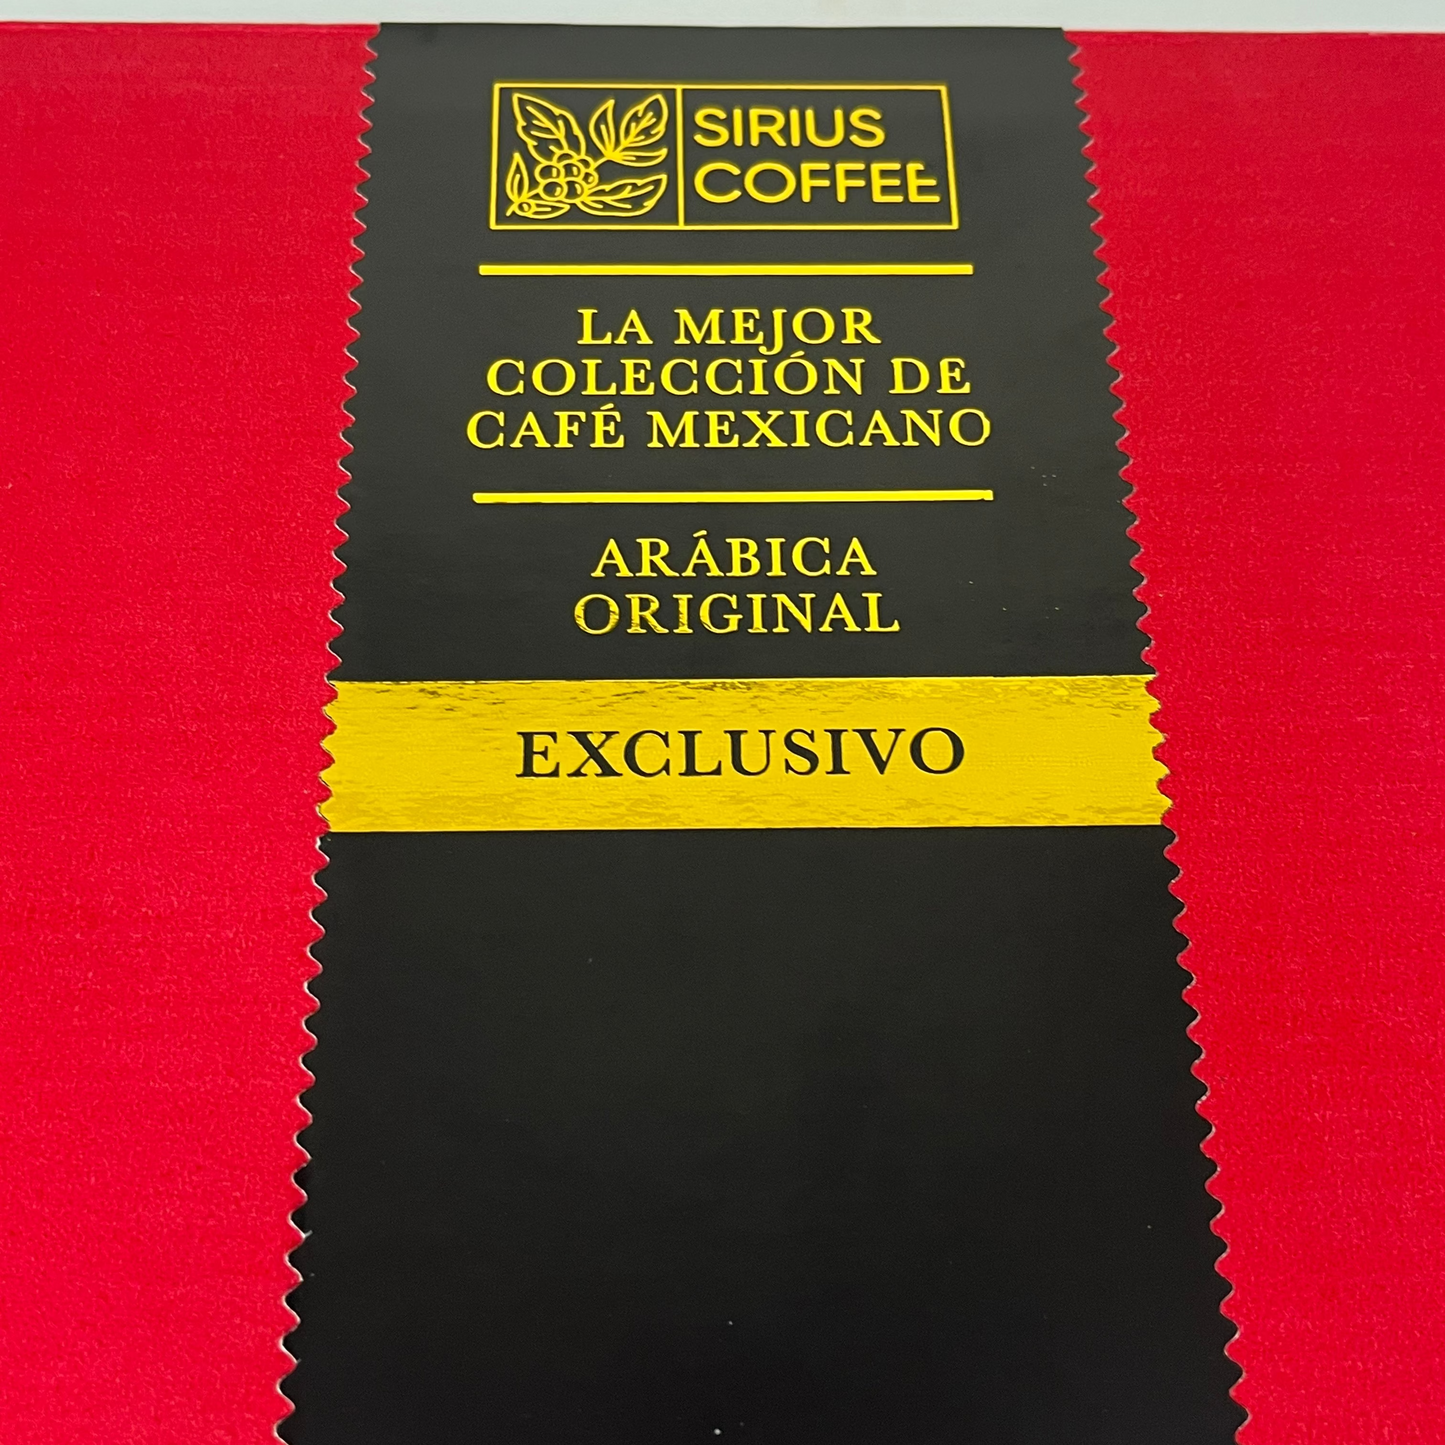 SIRIUS
COFFEE
LA MEJOR
COLECCIÓN DE
CAFÉ MEXICANO
ARÁBICA
ORIGINAL
EXCLUSIVO